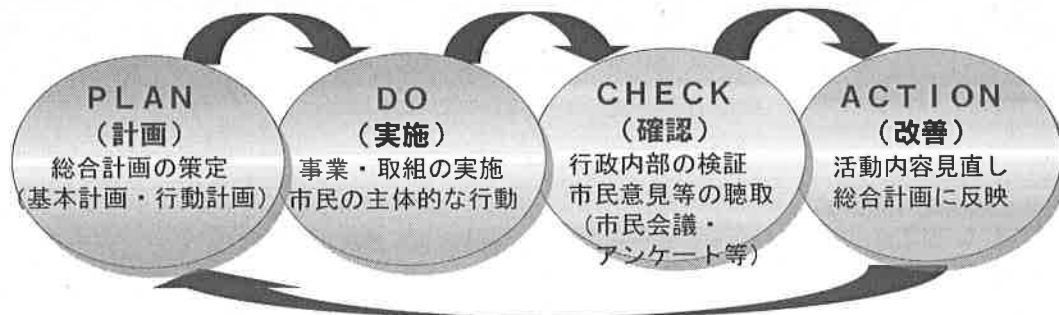 PLAN
(計画)
総合計画の策定
(基本計画・行動計画)
DO
(実施)
事業・取組の実施
市民の主体的な行動
CHECK
(確認)
行政内部の検証
市民意見等の聴取
(市民会議・
アンケート等)
ACTION
(改善)
活動内容見直し
総合計画に反映